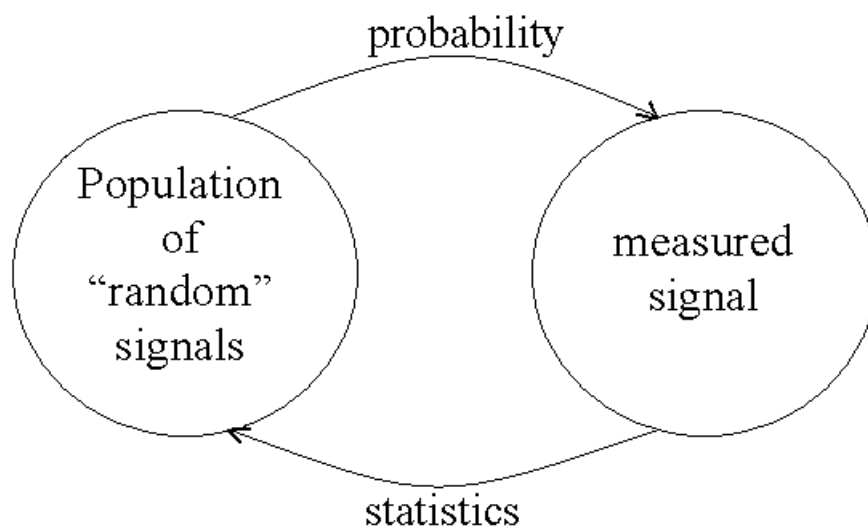 probability
Population
of
“random”
signals
measured
signal
statistics